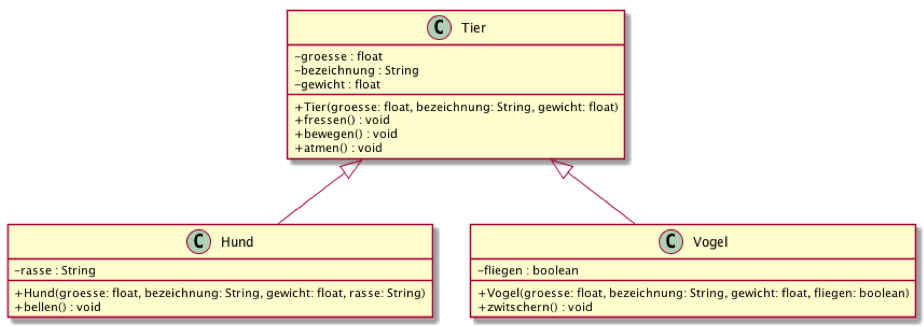 C Tier
-groesse : float
-bezeichnung : String
-gewicht : float
+Tier(groesse: float, bezeichnung: String, gewicht: float)
+fressen() : void
+bewegen() : void
+atmen() : void
C Hund
-rasse : String
+Hund(groesse: float, bezeichnung: String, gewicht: float, rasse: String)
+bellen() : void
C Vogel
-fliegen : boolean
+Vogel(groesse: float, bezeichnung: String, gewicht: float, fliegen: boolean)
+zwitschern() : void